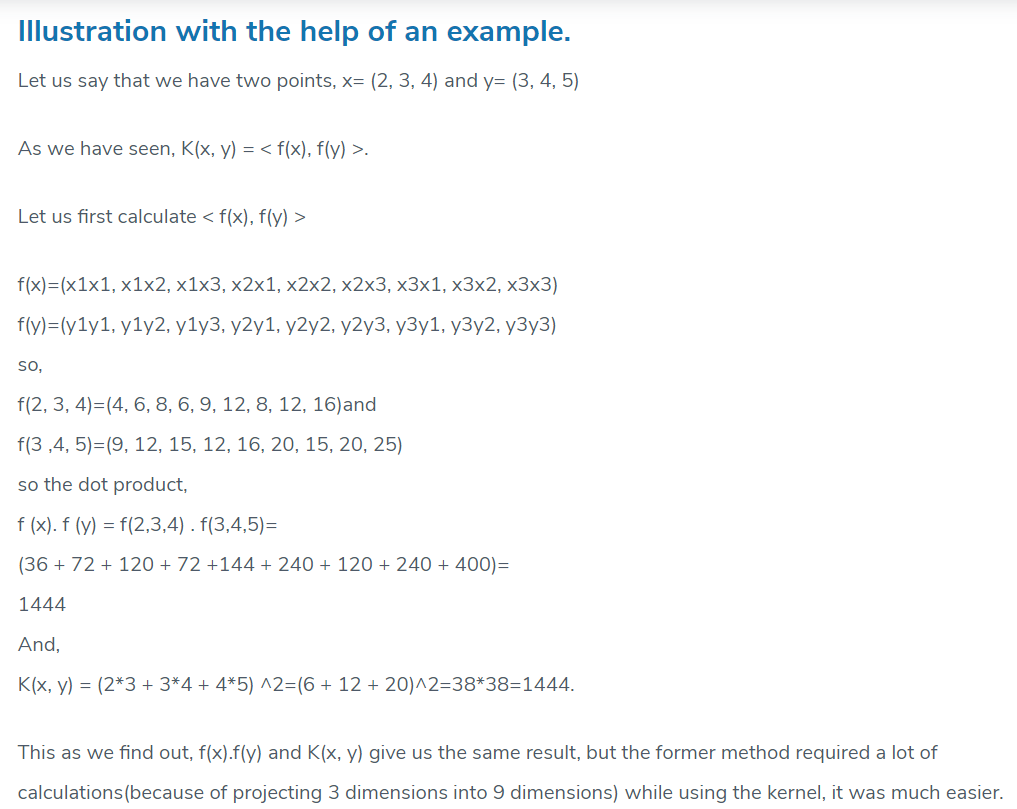 Illustration with the help of an example.
Let us say that we have two points, x= (2, 3, 4) and y= (3, 4, 5)
As we have seen, K(x, y) = < f(x), f(y) >.
Let us first calculate < f(x), f(y) >
f(x)=(x1x1, x1x2, x1x3, x2x1, x2x2, x2x3, x3x1, x3x2, x3x3)
f(y)=(y1y1, y1y2, y1y3, y2y1, y2y2, y2y3, y3y1, y3y2, y3y3)
so,
f(2, 3, 4)=(4, 6, 8, 6, 9, 12, 8, 12, 16)and
f(3 ,4, 5)=(9, 12, 15, 12, 16, 20, 15, 20, 25)
so the dot product,
f (x). f (y) = f(2,3,4) . f(3,4,5)=
(36 + 72 + 120 + 72 +144 + 240 + 120 + 240 + 400)=
1444
And,
K(x, y) = (2*3 + 3*4 + 4*5) ^2=(6 + 12 + 20)^2=38*38=1444.
This as we find out, f(x).f(y) and K(x, y) give us the same result, but the former method required a lot of
calculations(because of projecting 3 dimensions into 9 dimensions) while using the kernel, it was much easier.